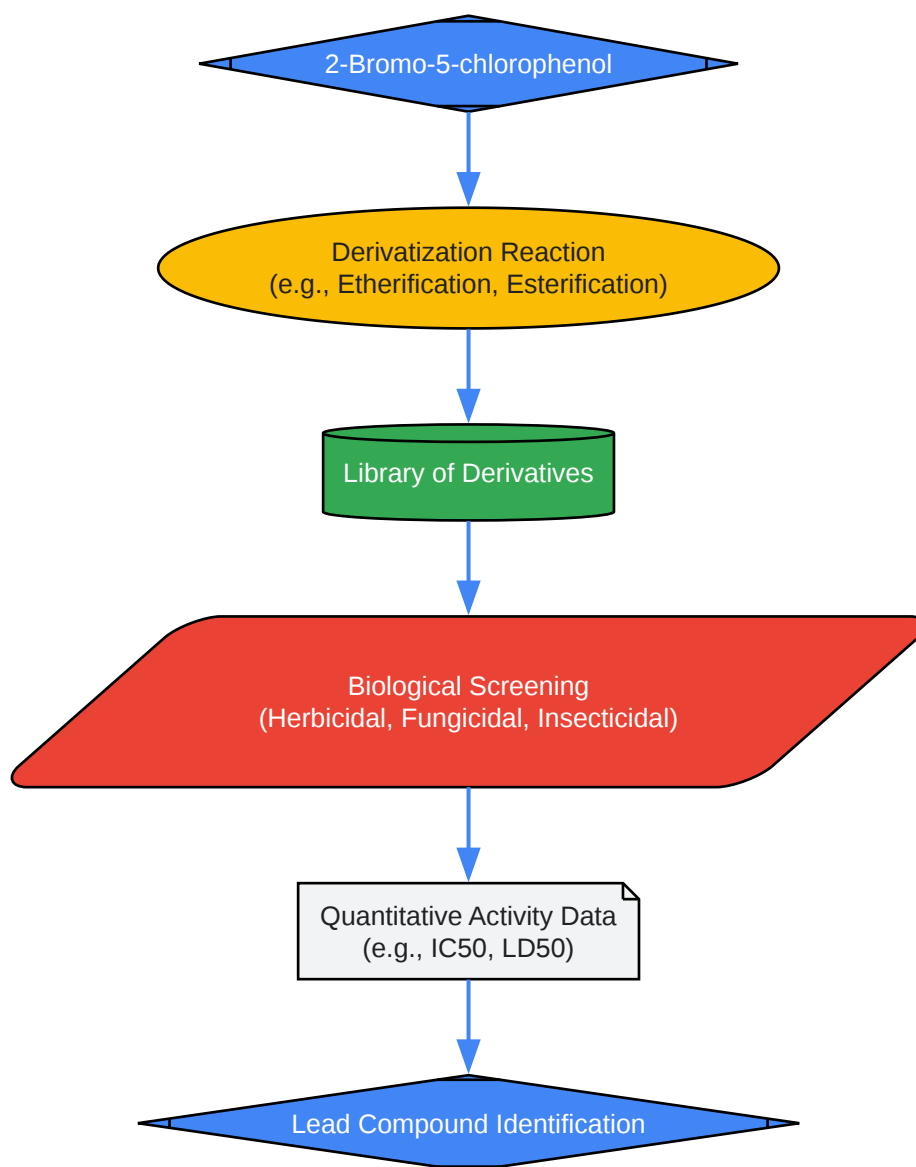 2-Bromo-5-chlorophenol
Derivatization Reaction
(e.g., Etherification, Esterification)
Library of Derivatives
Biological Screening
(Herbicidal, Fungicidal, Insecticidal)
Quantitative Activity Data
(e.g., IC50, LD50)
Lead Compound Identification